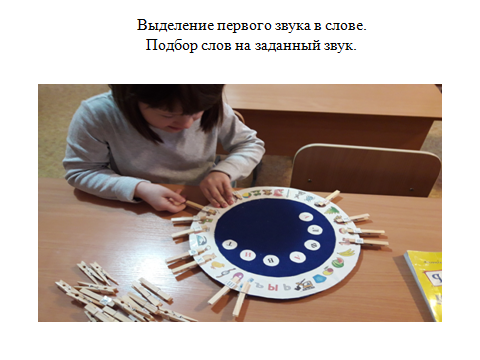 Выделение первого звука в слове.
Подбор слов на заданный звук.